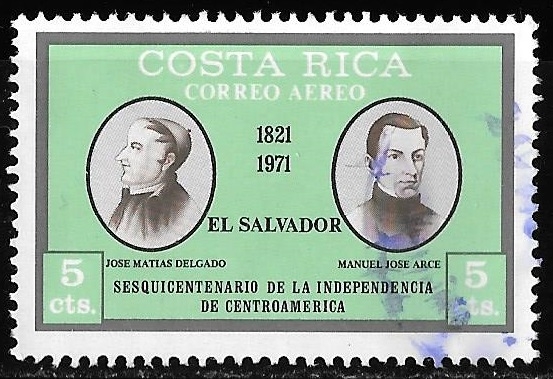 COSTA RICA
CORREO AEREO
1821
1971
EL SALVADOR
JOSE MATIAS DELGADO
MANUEL JOSE ARCE
5
cts.
SESQUICENTENARIO DE LA INDEPENDENCIA
DE CENTROAMERICA
5
cts.